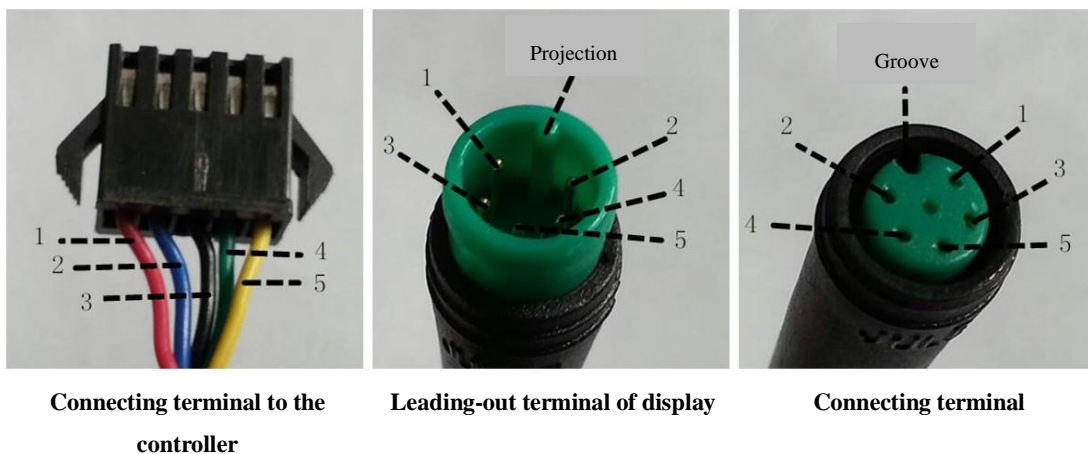 Projection
Groove
1
1
2
2
3
3
4
4
5
5
1
2
3
4
5
Connecting terminal to the
controller
Leading-out terminal of display
Connecting terminal